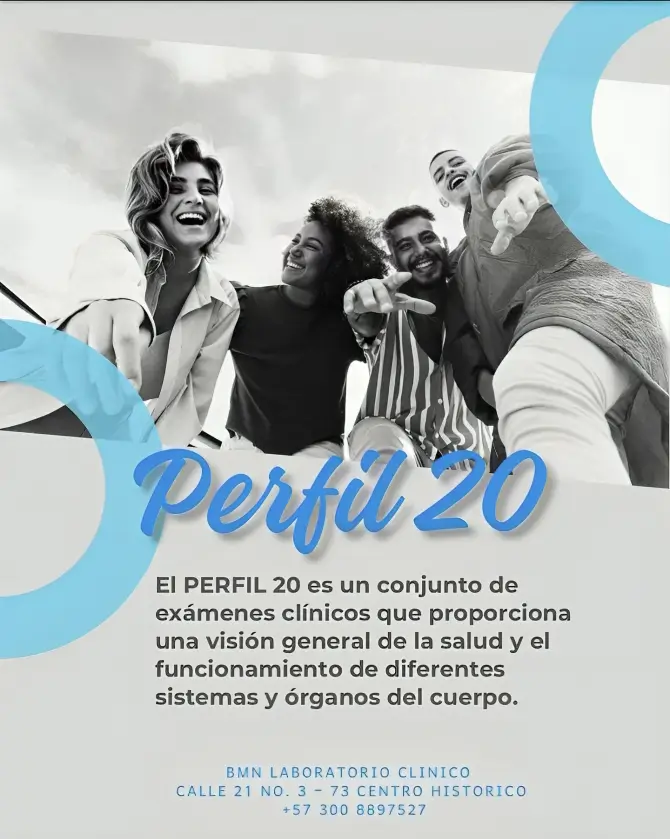 Perfil 20
El PERFIL 20 es un conjunto de
exámenes clínicos que proporciona
una visión general de la salud y el
funcionamiento de diferentes
sistemas y órganos del cuerpo.
BMN LABORATORIO CLINICO
CALLE 21 NO. 3 – 73 CENTRO HISTORICO
+57 300 8897527